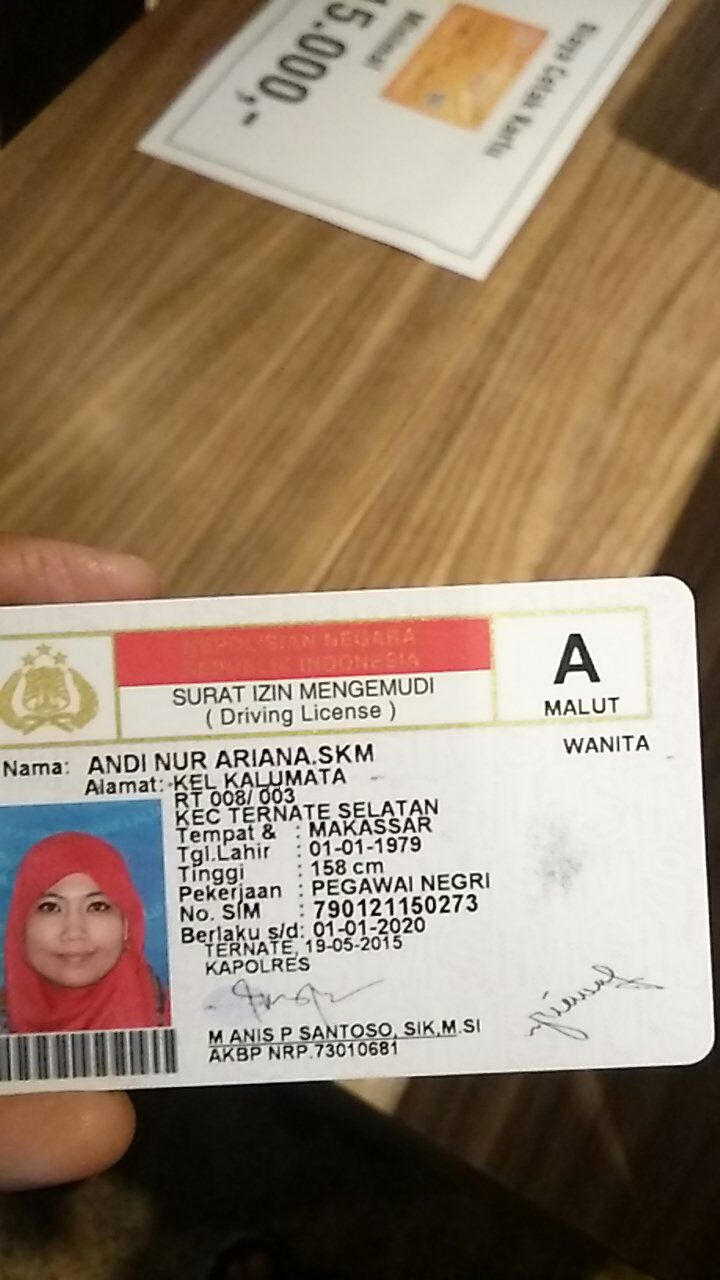 Biaya Cetak Kartu
Minimal
15.000,-
KEPOLISIAN NEGARA
REPUBLIK INDONESIA
SURAT IZIN MENGEMUDI
( Driving License )
A
MALUT
WANITA
Nama: ANDI NUR ARIANA.SKM
Alamat: KEL KALUMATA
RT 008/ 003
KEC TERNATE SELATAN
Tempat & : MAKASSAR
Tgl.Lahir : 01-01-1979
Tinggi : 158 cm
Pekerjaan : PEGAWAI NEGRI
No. SIM : 790121150273
Berlaku s/d: 01-01-2020
TERNATE, 19-05-2015
KAPOLRES
M ANIS P SANTOSO, SIK,M.SI
AKBP NRP.73010681